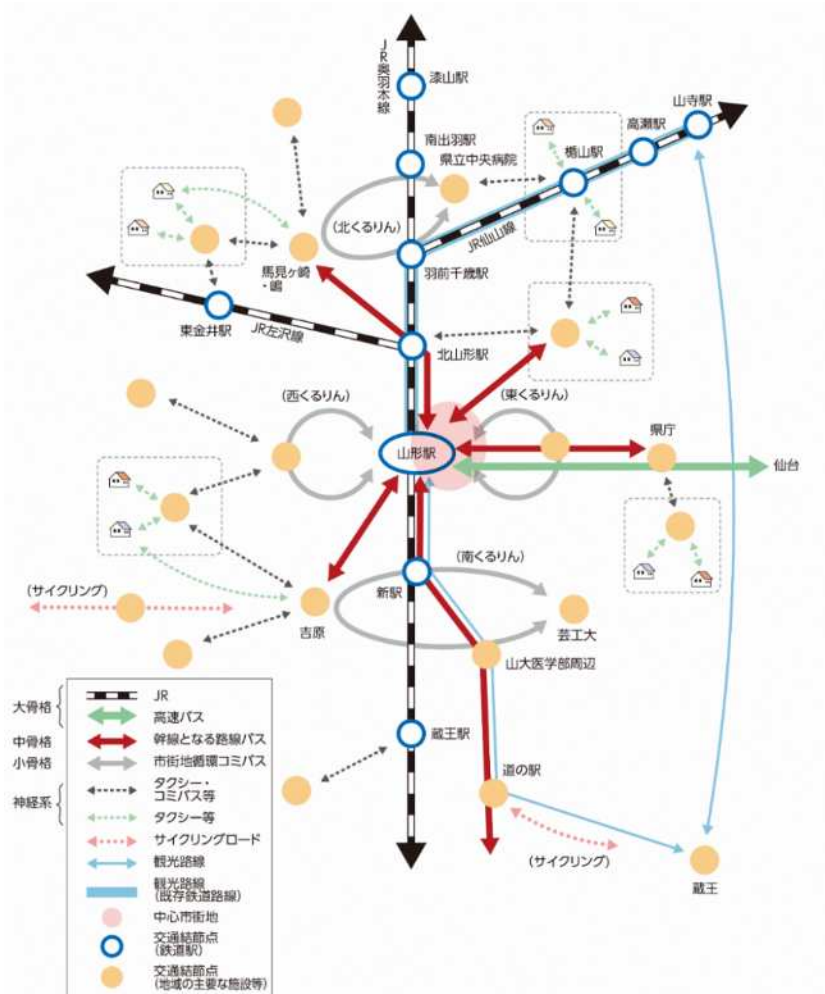 JR奥羽本線
漆山駅
山寺駅
高瀬駅
南出羽駅
県立中央病院
楯山駅
(北くるりん)
JR仙山線
馬見ヶ崎
・嶋
羽前千歳駅
東金井駅
JR左沢線
北山形駅
(西くるりん)
(東くるりん)
県庁
山形駅
仙台
(南くるりん)
新駅
(サイクリング)
吉原
芸工大
山大医学部周辺
蔵王駅
道の駅
(サイクリング)
蔵王
大骨格
JR
高速バス
中骨格
幹線となる路線バス
小骨格
市街地循環コミバス
神経系
タクシー・
コミバス等
タクシー等
サイクリングロード
観光路線
観光路線
(既存鉄道路線)
中心市街地
交通結節点
(鉄道駅)
交通結節点
(地域の主要な施設等)